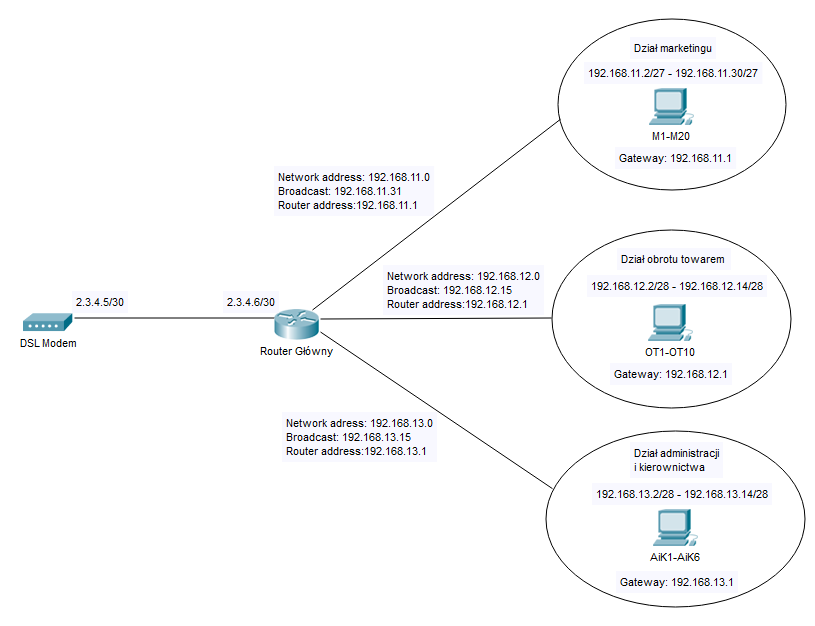 Dział marketingu
192.168.11.2/27 - 192.168.11.30/27
M1-M20
Gateway: 192.168.11.1
Network address: 192.168.11.0
Broadcast: 192.168.11.31
Router address:192.168.11.1
Dział obrotu towarem
192.168.12.2/28 - 192.168.12.14/28
OT1-OT10
Gateway: 192.168.12.1
Network address: 192.168.12.0
Broadcast: 192.168.12.15
Router address:192.168.12.1
2.3.4.5/30
2.3.4.6/30
DSL Modem
Router Główny
Network adress: 192.168.13.0
Broadcast: 192.168.13.15
Router address:192.168.13.1
Dział administracji
i kierownictwa
192.168.13.2/28 - 192.168.13.14/28
AiK1-AiK6
Gateway: 192.168.13.1